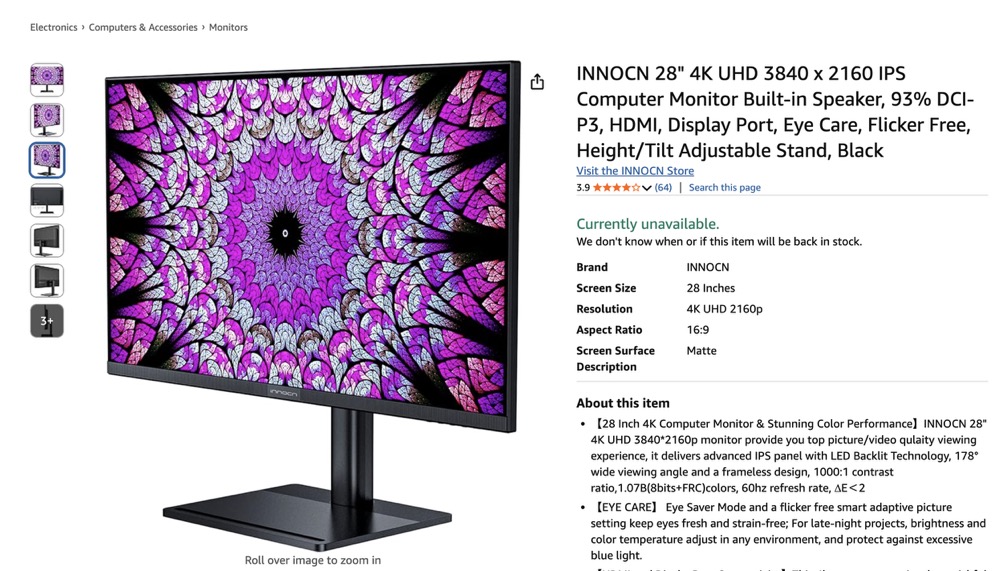 Electronics › Computers & Accessories › Monitors
3+
INNOCN
Roll over image to zoom in
INNOCN 28" 4K UHD 3840 x 2160 IPS
Computer Monitor Built-in Speaker, 93% DCI-
P3, HDMI, Display Port, Eye Care, Flicker Free,
Height/Tilt Adjustable Stand, Black
Visit the INNOCN Store
3.9 (64) | Search this page
Currently unavailable.
We don't know when or if this item will be back in stock.
Brand INNOCN
Screen Size 28 Inches
Resolution 4K UHD 2160p
Aspect Ratio 16:9
Screen Surface Matte
Description
About this item
• 【28 Inch 4K Computer Monitor & Stunning Color Performance】INNOCN 28"
4K UHD 3840*2160p monitor provide you top picture/video qulaity viewing
experience, it delivers advanced IPS panel with LED Backlit Technology, 178°
wide viewing angle and a frameless design, 1000:1 contrast
ratio,1.07B(8bits+FRC)colors, 60hz refresh rate, ΔE＜2
• 【EYE CARE】 Eye Saver Mode and a flicker free smart adaptive picture
setting keep eyes fresh and strain-free; For late-night projects, brightness and
color temperature adjust in any environment, and protect against excessive
blue light.